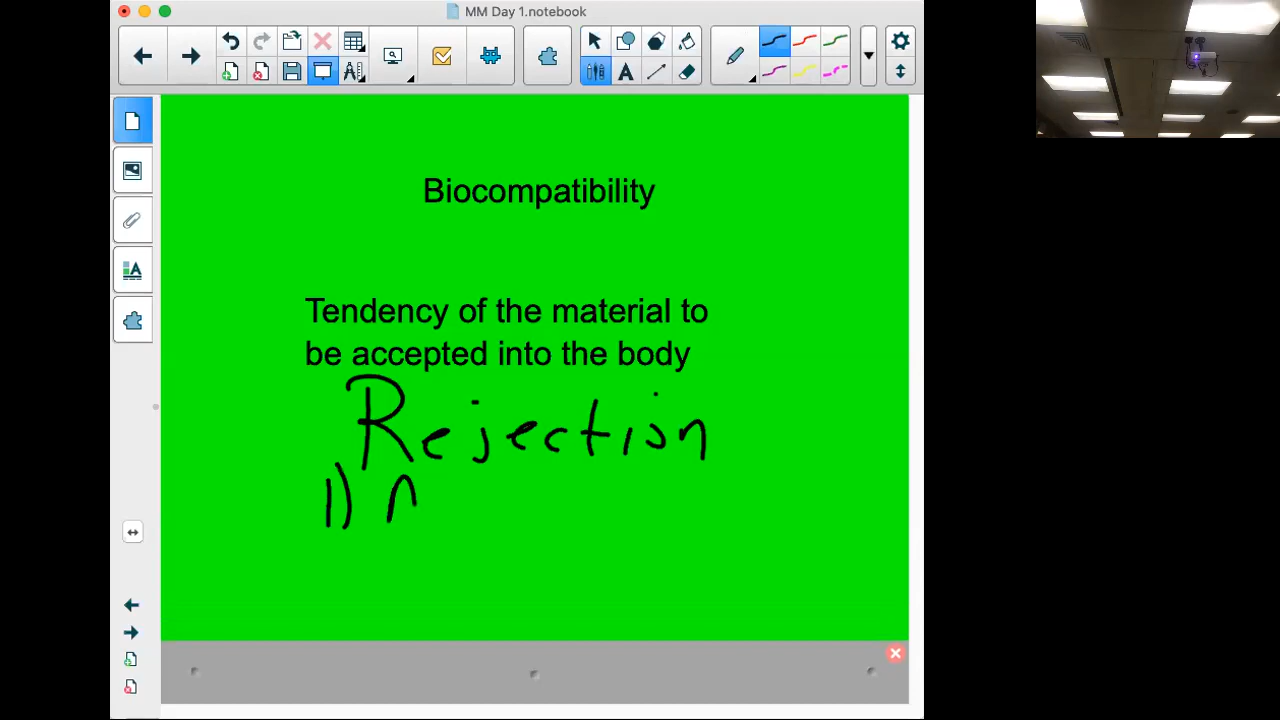 MM Day 1.notebook
Biocompatibility
Tendency of the material to
be accepted into the body
Rejection
1)